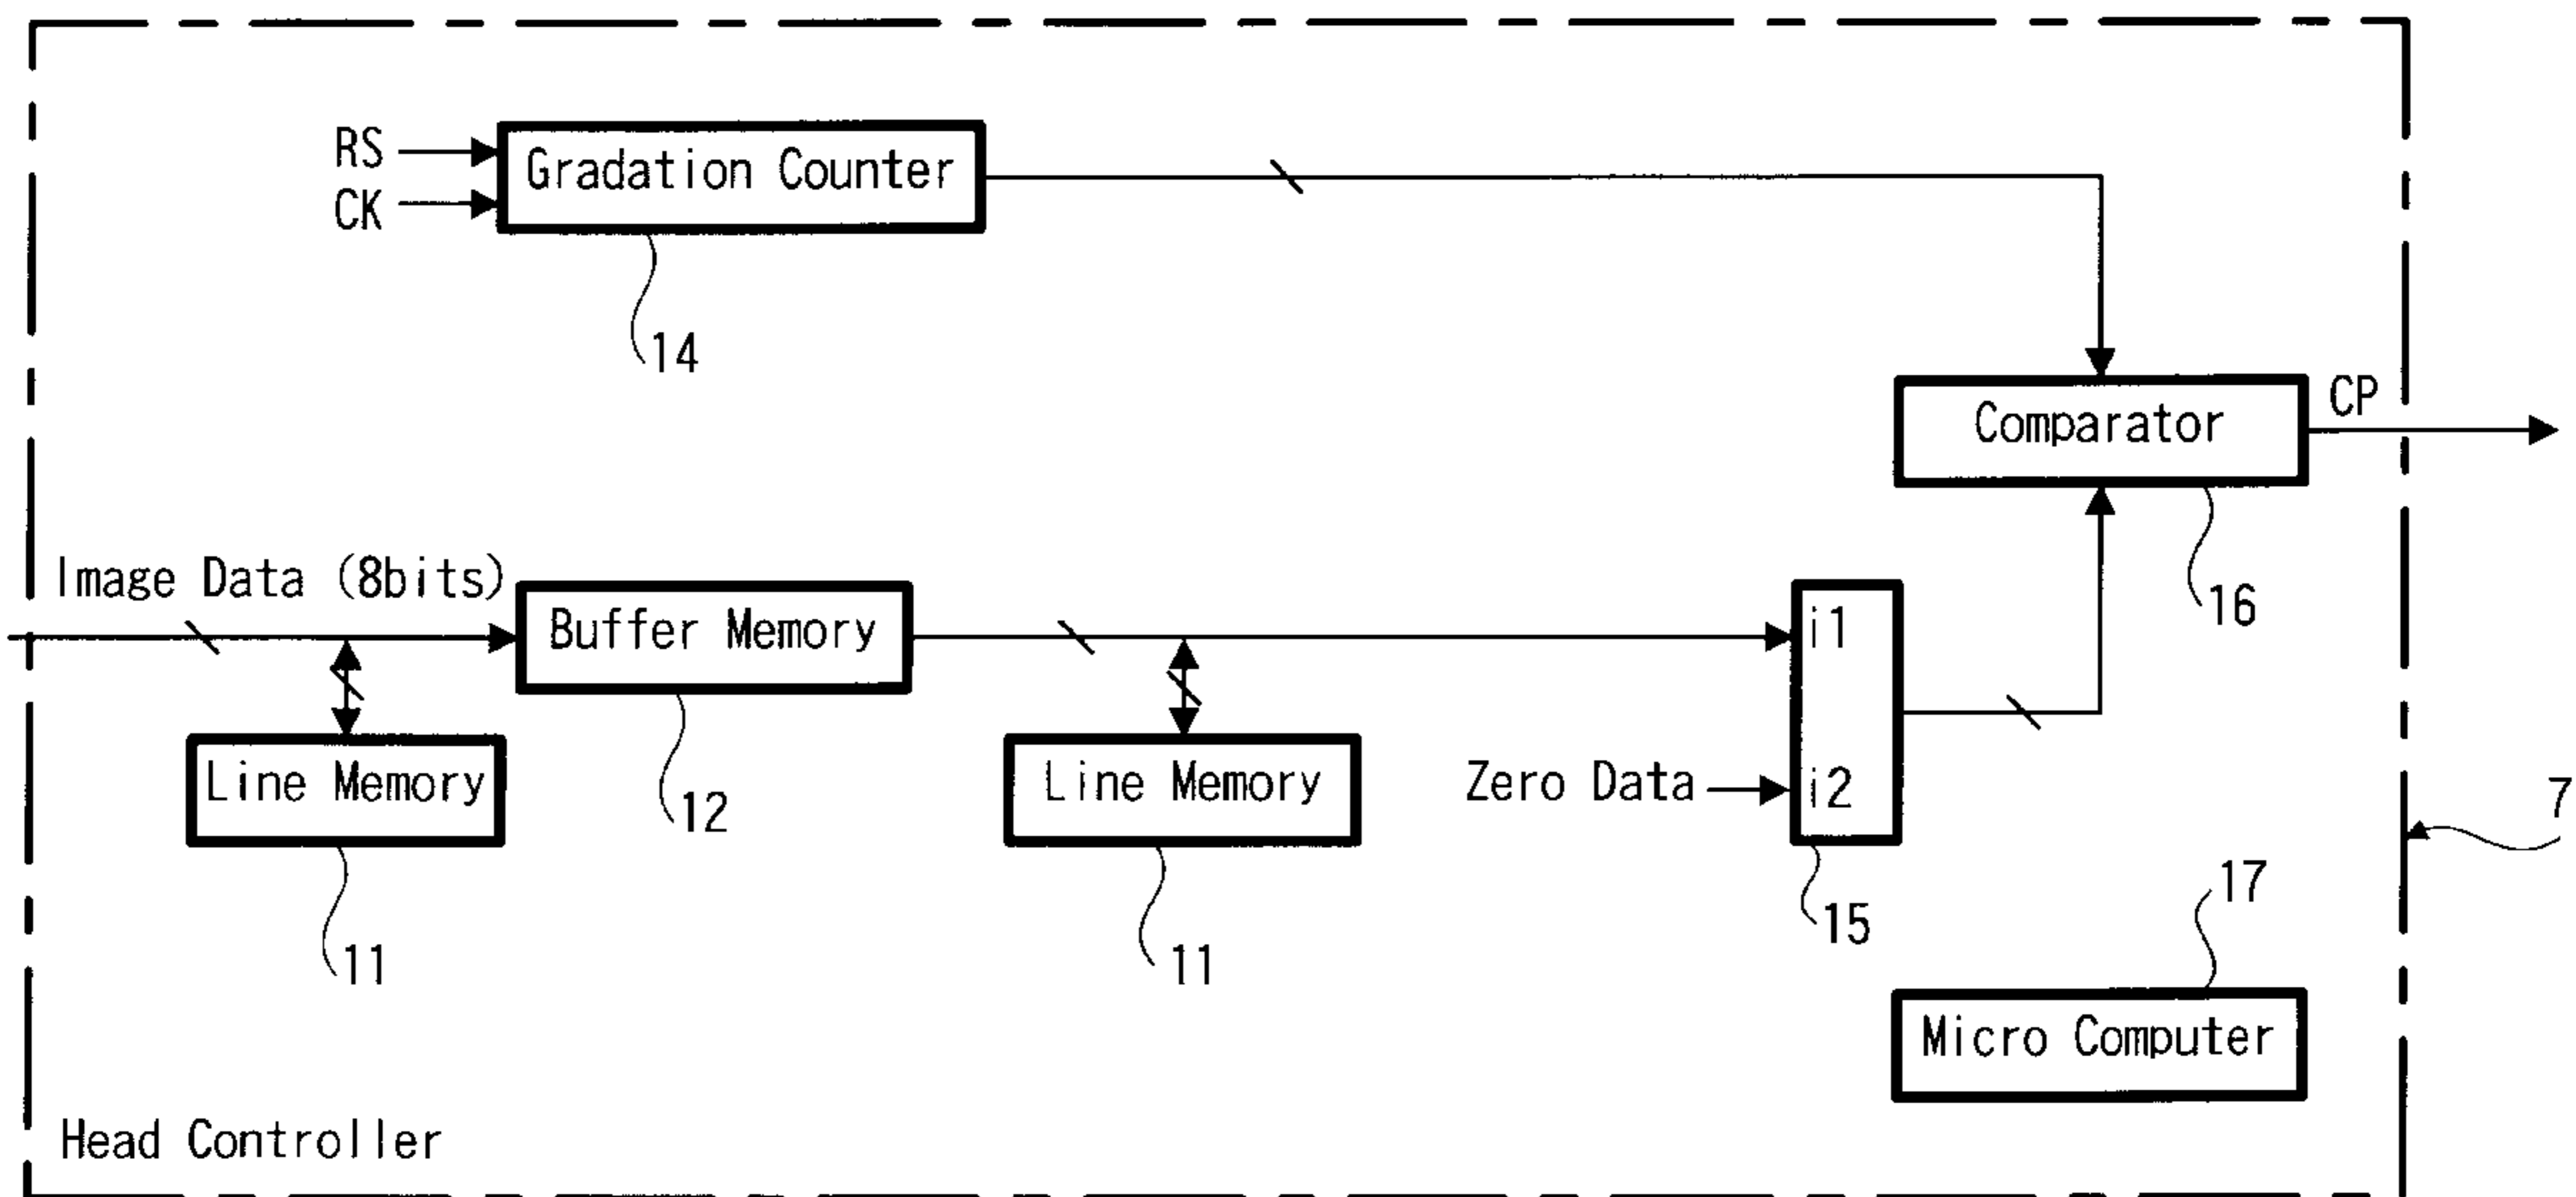 RS
CK
Gradation Counter
14
Comparator
CP
16
Image Data (8bits)
Buffer Memory
12
Line Memory
11
Line Memory
11
i1
Zero Data
i2
15
7
17
Micro Computer
Head Controller